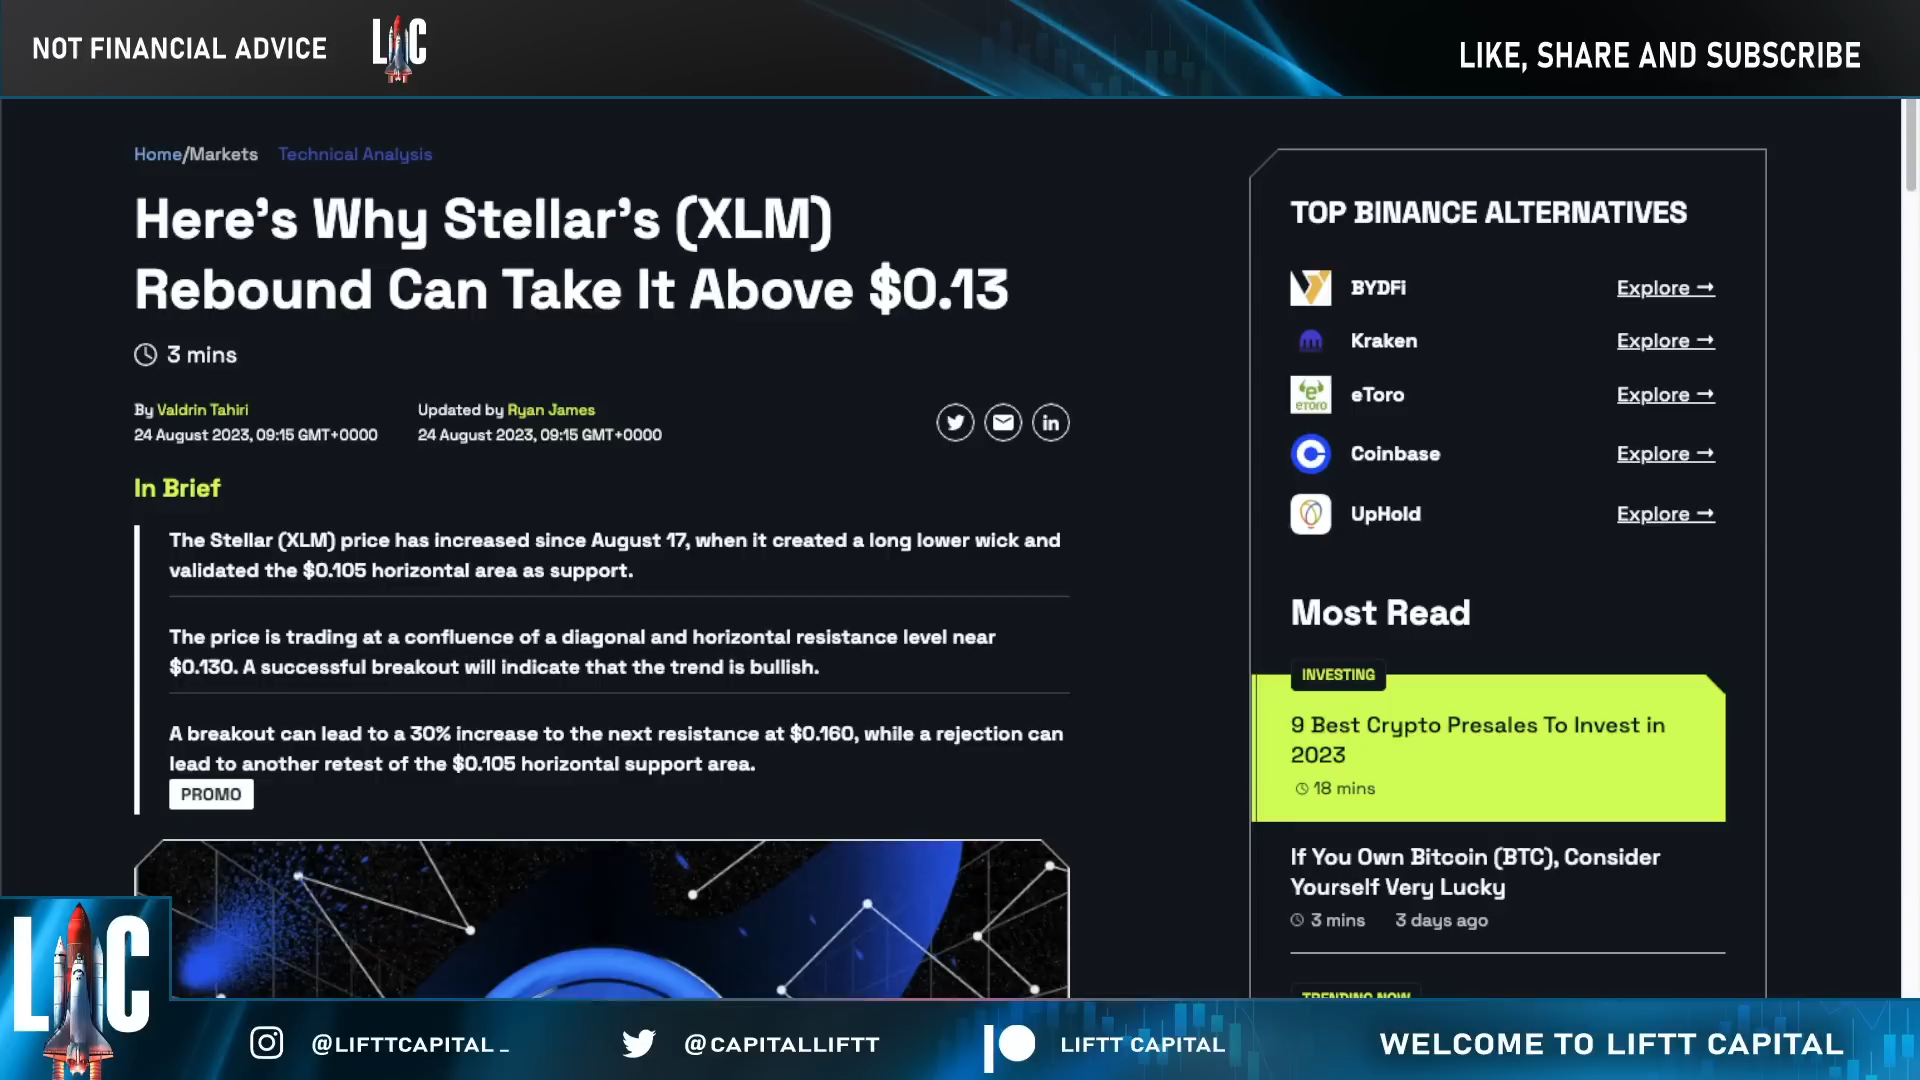 NOT FINANCIAL ADVICE
LC
LIKE, SHARE AND SUBSCRIBE
Home/Markets Technical Analysis
Here's Why Stellar's (XLM)
Rebound Can Take It Above $0.13
3 mins
By Valdrin Tahiri
24 August 2023, 09:15 GMT+0000
Updated by Ryan James
24 August 2023, 09:15 GMT+0000
in
In Brief
The Stellar (XLM) price has increased since August 17, when it created a long lower wick and
validated the $0.105 horizontal area as support.
The price is trading at a confluence of a diagonal and horizontal resistance level near
$0.130. A successful breakout will indicate that the trend is bullish.
A breakout can lead to a 30% increase to the next resistance at $0.160, while a rejection can
lead to another retest of the $0.105 horizontal support area.
PROMO
TOP BINANCE ALTERNATIVES
BYDFi Explore →
Kraken Explore →
eToro eToro Explore →
Coinbase Explore →
UpHold Explore →
Most Read
INVESTING
9 Best Crypto Presales To Invest in
2023
18 mins
If You Own Bitcoin (BTC), Consider
Yourself Very Lucky
3 mins 3 days ago
TRENDING NOW
LC
@LIFTTCAPITAL_
@CAPITALLIFTT
LIFTT CAPITAL
WELCOME TO LIFTT CAPITAL